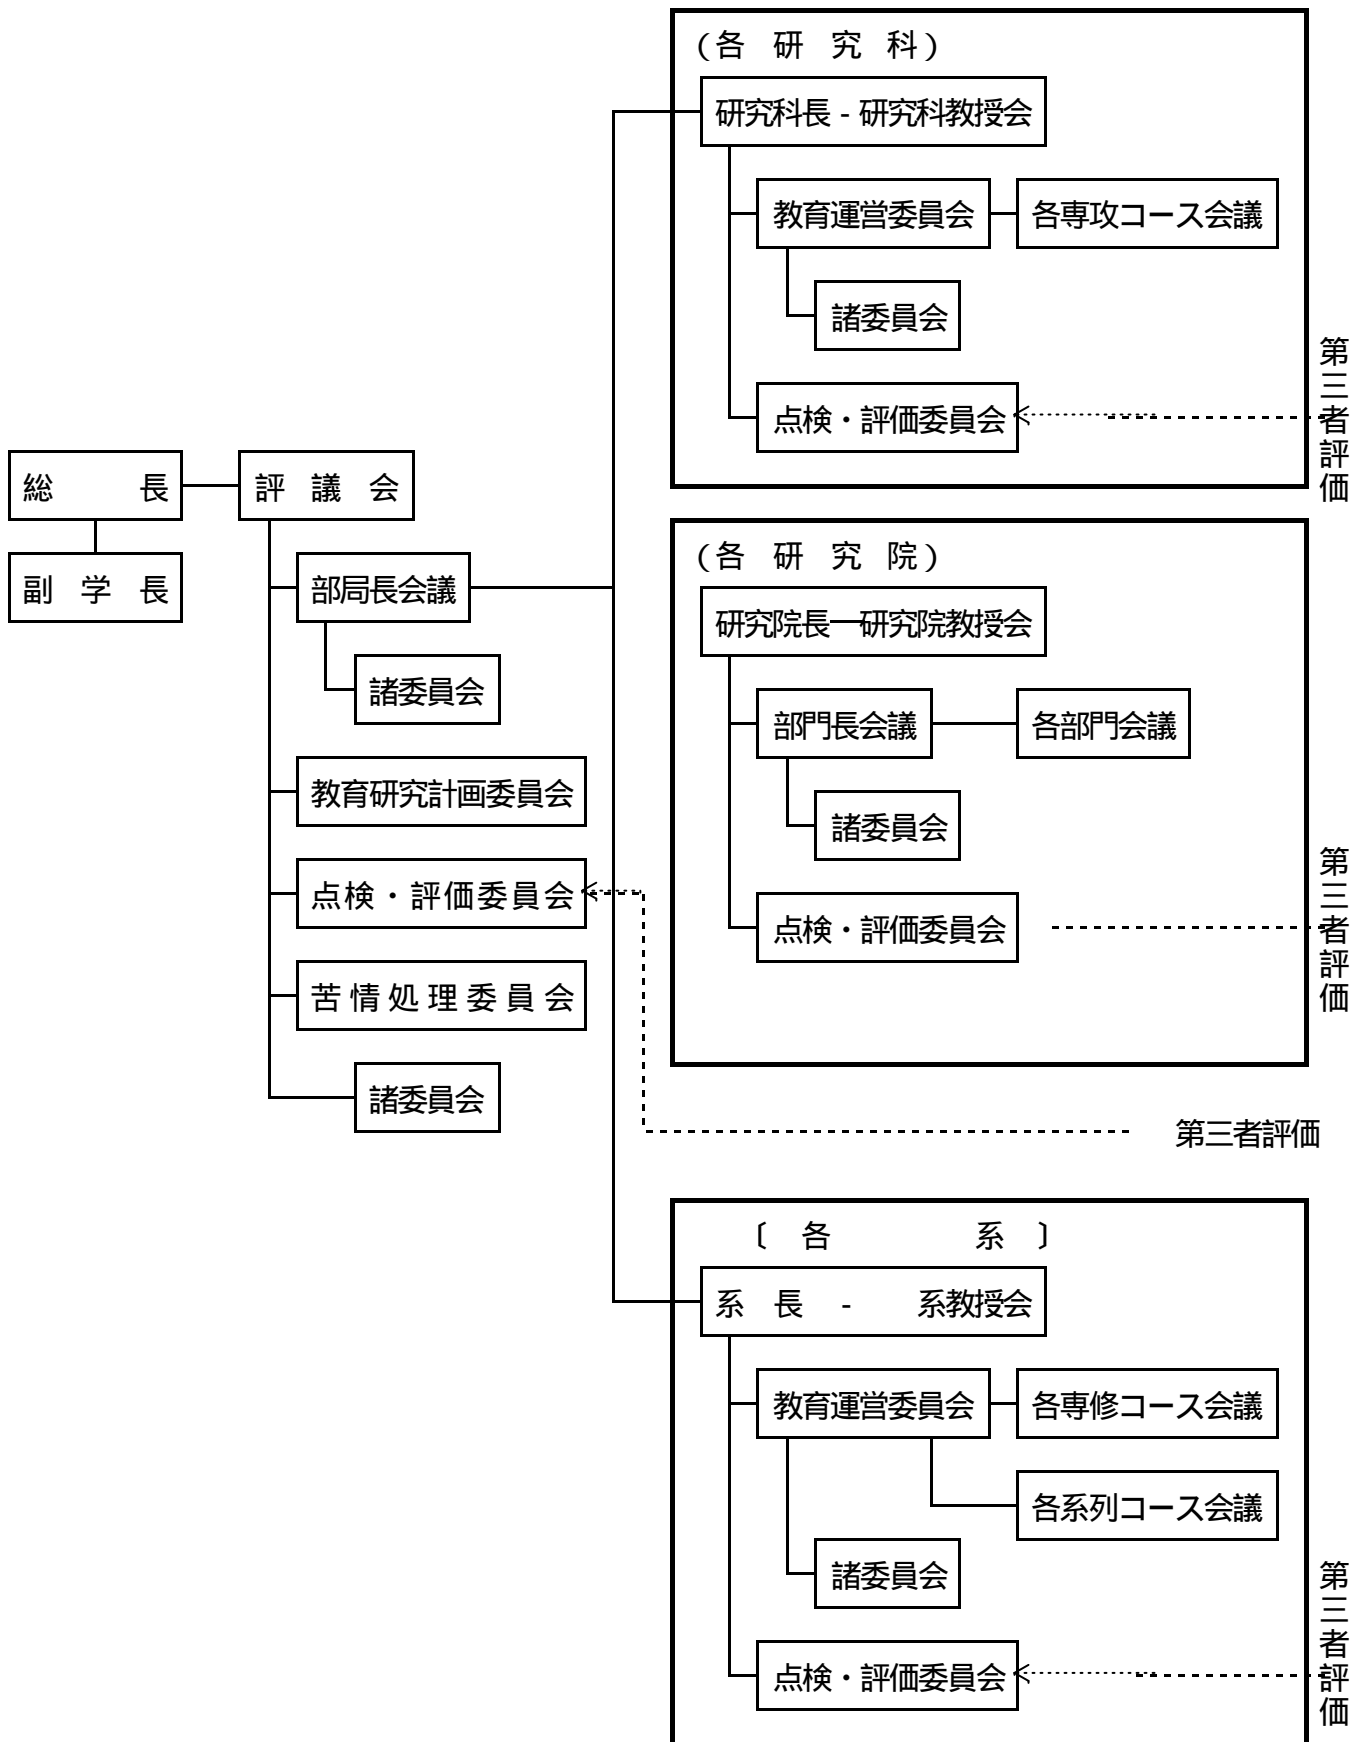 総 長
評 議 会
副 学 長
部局長会議
諸委員会
教育研究計画委員会
点検・評価委員会
苦情処理委員会
諸委員会
(各 研 究 科)
研究科長 - 研究科教授会
教育運営委員会
各専攻コース会議
諸委員会
点検・評価委員会
第三者評価
(各 研 究 院)
研究院長―研究院教授会
部門長会議
各部門会議
諸委員会
点検・評価委員会
第三者評価
第三者評価
〔 各 系 〕
系 長 - 系教授会
教育運営委員会
各専修コース会議
各系列コース会議
諸委員会
点検・評価委員会
第三者評価